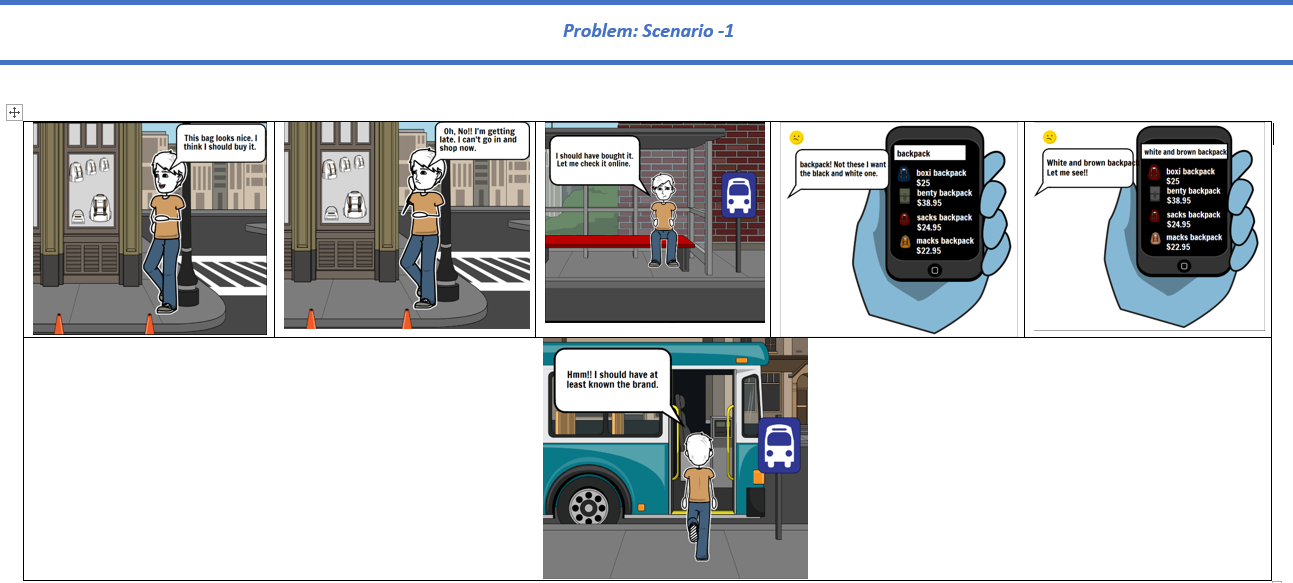 Problem: Scenario -1
This bag looks nice. I
think I should buy it.
Oh, No!! I'm getting
late. I can't go in and
shop now.
I should have bought it.
Let me check it online.
backpack! Not these I want
the black and white one.
backpack
boxi backpack
$25
benty backpack
$38.95
sacks backpack
$24.95
macks backpack
$22.95
White and brown backpac
Let me see!!
white and brown backpack
boxi backpack
$25
benty backpack
$38.95
sacks backpack
$24.95
macks backpack
$22.95
Hmm!! I should have at
least known the brand.